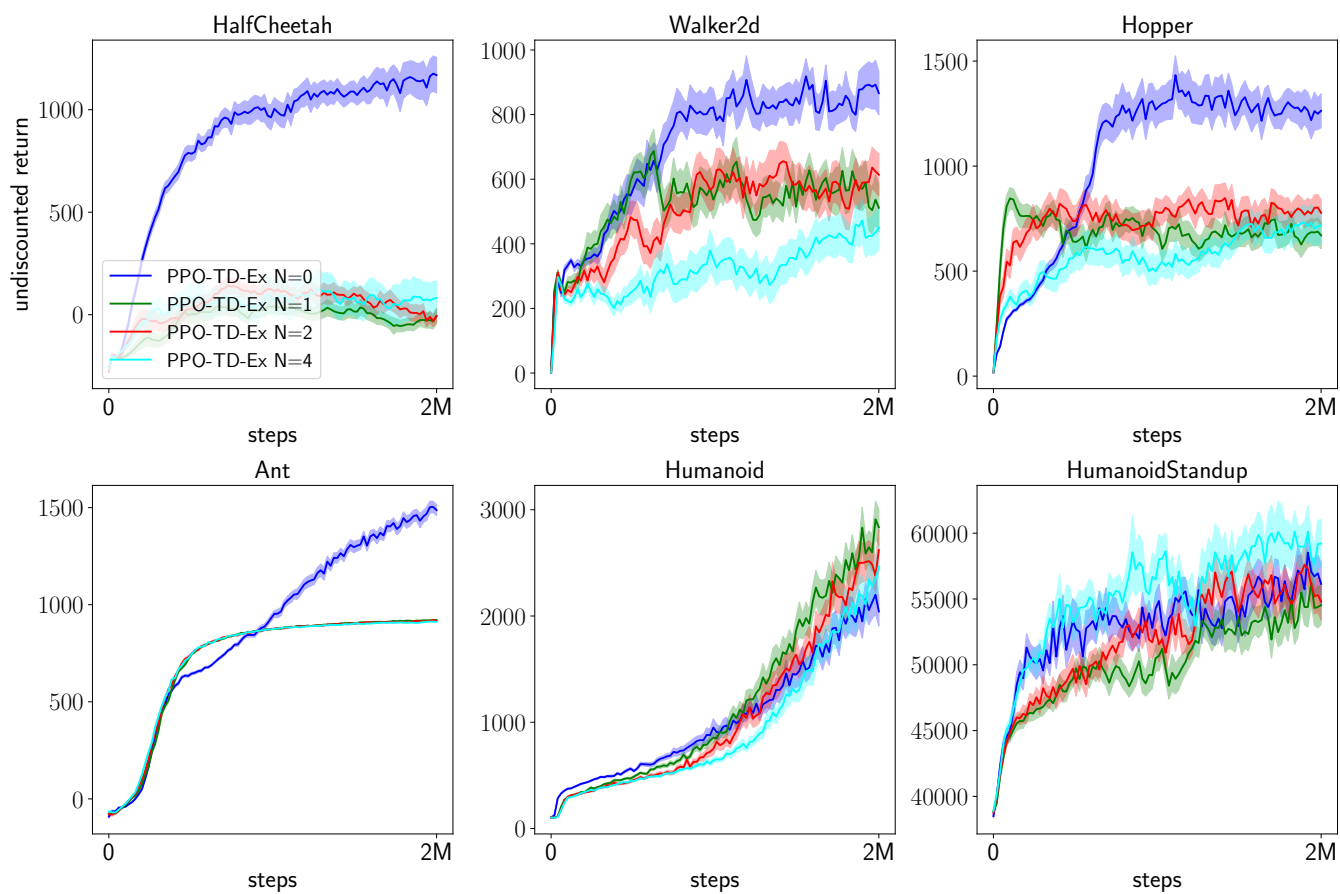 HalfCheetah
Walker2d
Hopper
undiscounted return
1000
500
0
PPO-TD-Ex N=0
PPO-TD-Ex N=1
PPO-TD-Ex N=2
PPO-TD-Ex N=4
0
2M
steps
1000
800
600
400
200
0
0
2M
steps
1500
1000
500
0
0
2M
steps
Ant
Humanoid
HumanoidStandup
1500
1000
500
0
0
2M
steps
3000
2000
1000
0
0
2M
steps
60000
55000
50000
45000
40000
0
2M
steps